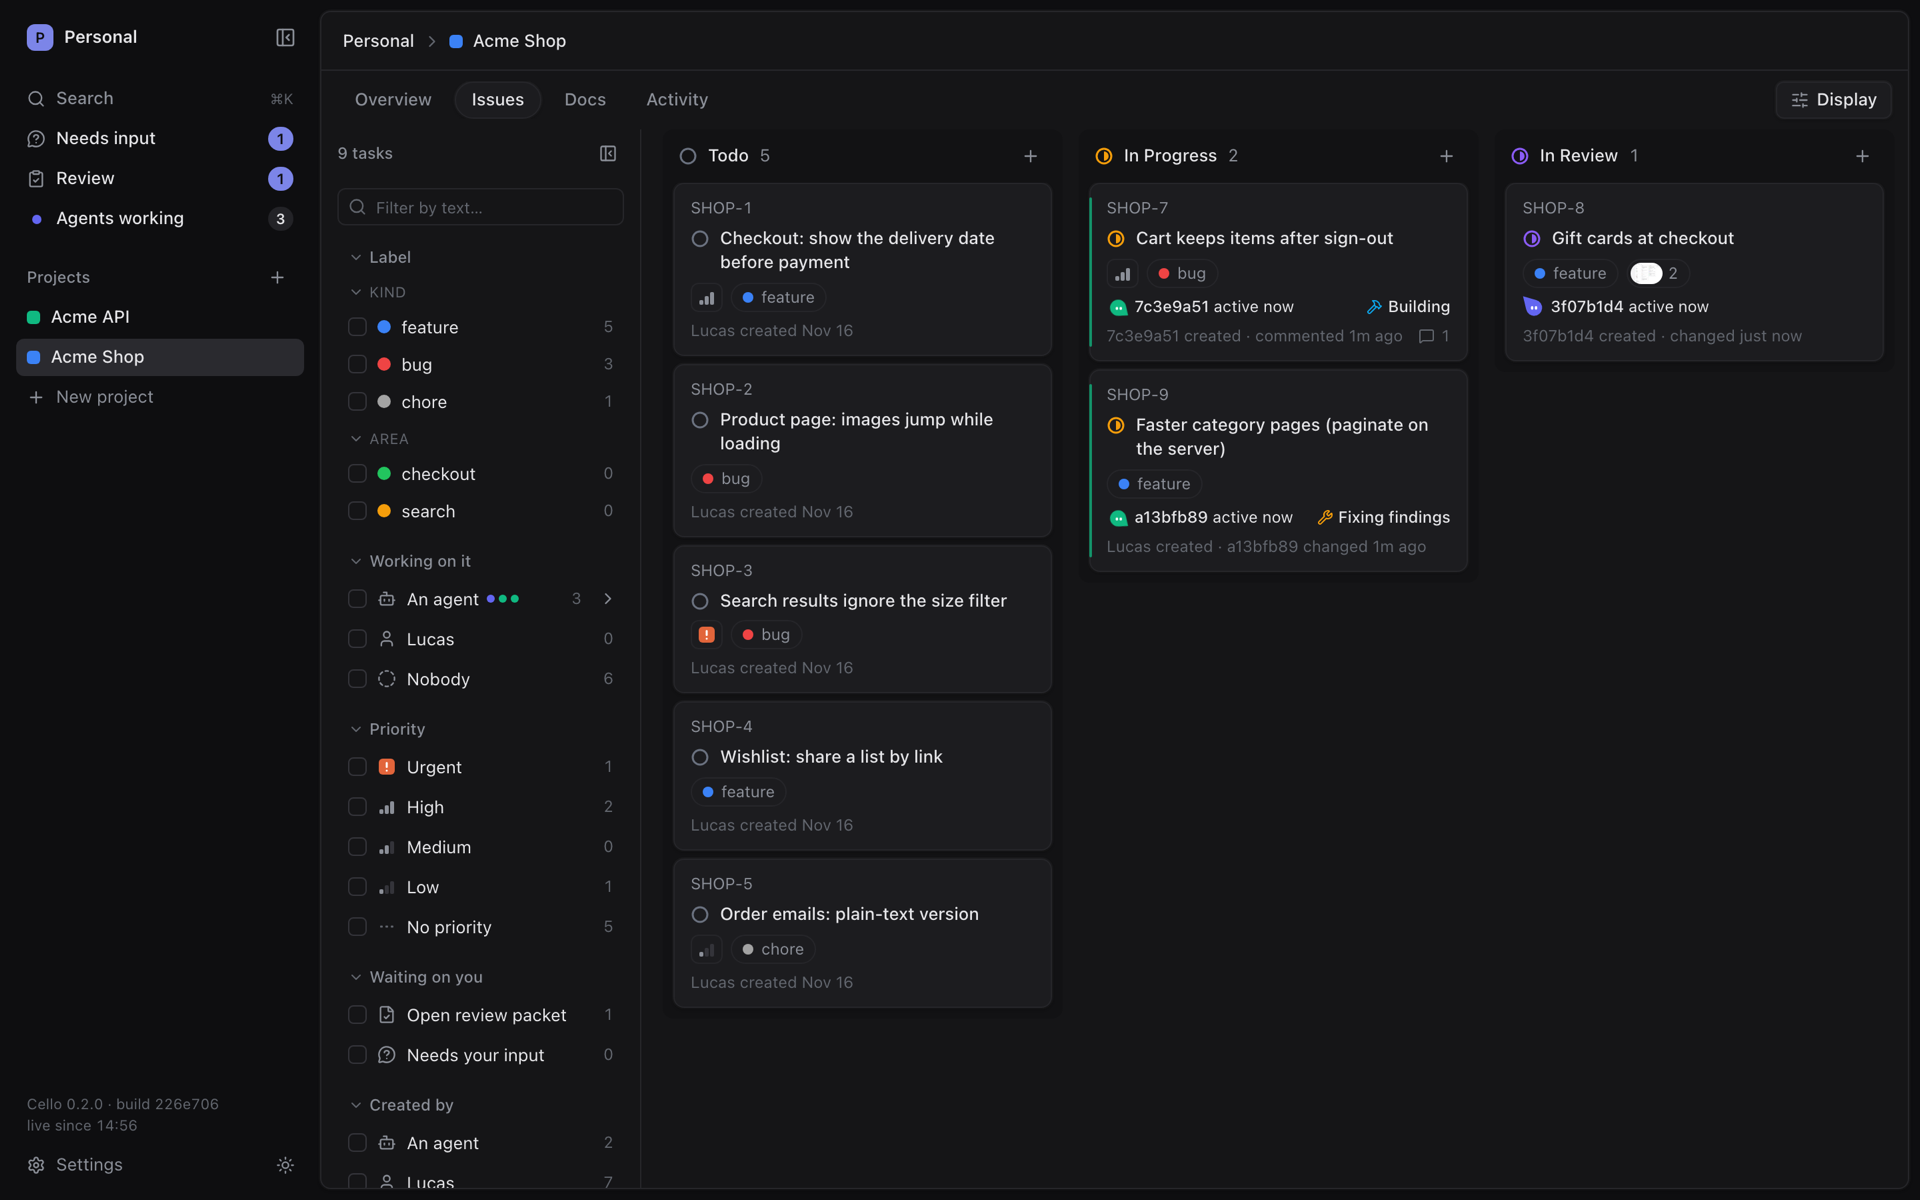 P Personal
Search ⌘K
Needs input 1
Review 1
Agents working 3
Projects
Acme API
Acme Shop
New project
Cello 0.2.0 · build 226e706
live since 14:56
Settings
Personal > Acme Shop
Overview Issues Docs Activity
Display
9 tasks
Filter by text...
Label
KIND
feature 5
bug 3
chore 1
AREA
checkout 0
search 0
Working on it
An agent 3
Lucas 0
Nobody 6
Priority
Urgent 1
High 2
Medium 0
Low 1
No priority 5
Waiting on you
Open review packet 1
Needs your input 0
Created by
An agent 2
Lucas 7
Todo 5
SHOP-1
Checkout: show the delivery date
before payment
feature
Lucas created Nov 16
SHOP-2
Product page: images jump while
loading
bug
Lucas created Nov 16
SHOP-3
Search results ignore the size filter
bug
Lucas created Nov 16
SHOP-4
Wishlist: share a list by link
feature
Lucas created Nov 16
SHOP-5
Order emails: plain-text version
chore
Lucas created Nov 16
In Progress 2
SHOP-7
Cart keeps items after sign-out
bug
7c3e9a51 active now Building
7c3e9a51 created · commented 1m ago 1
SHOP-9
Faster category pages (paginate on
the server)
feature
a13bfb89 active now Fixing findings
Lucas created · a13bfb89 changed 1m ago
In Review 1
SHOP-8
Gift cards at checkout
feature 2
3f07b1d4 active now
3f07b1d4 created · changed just now